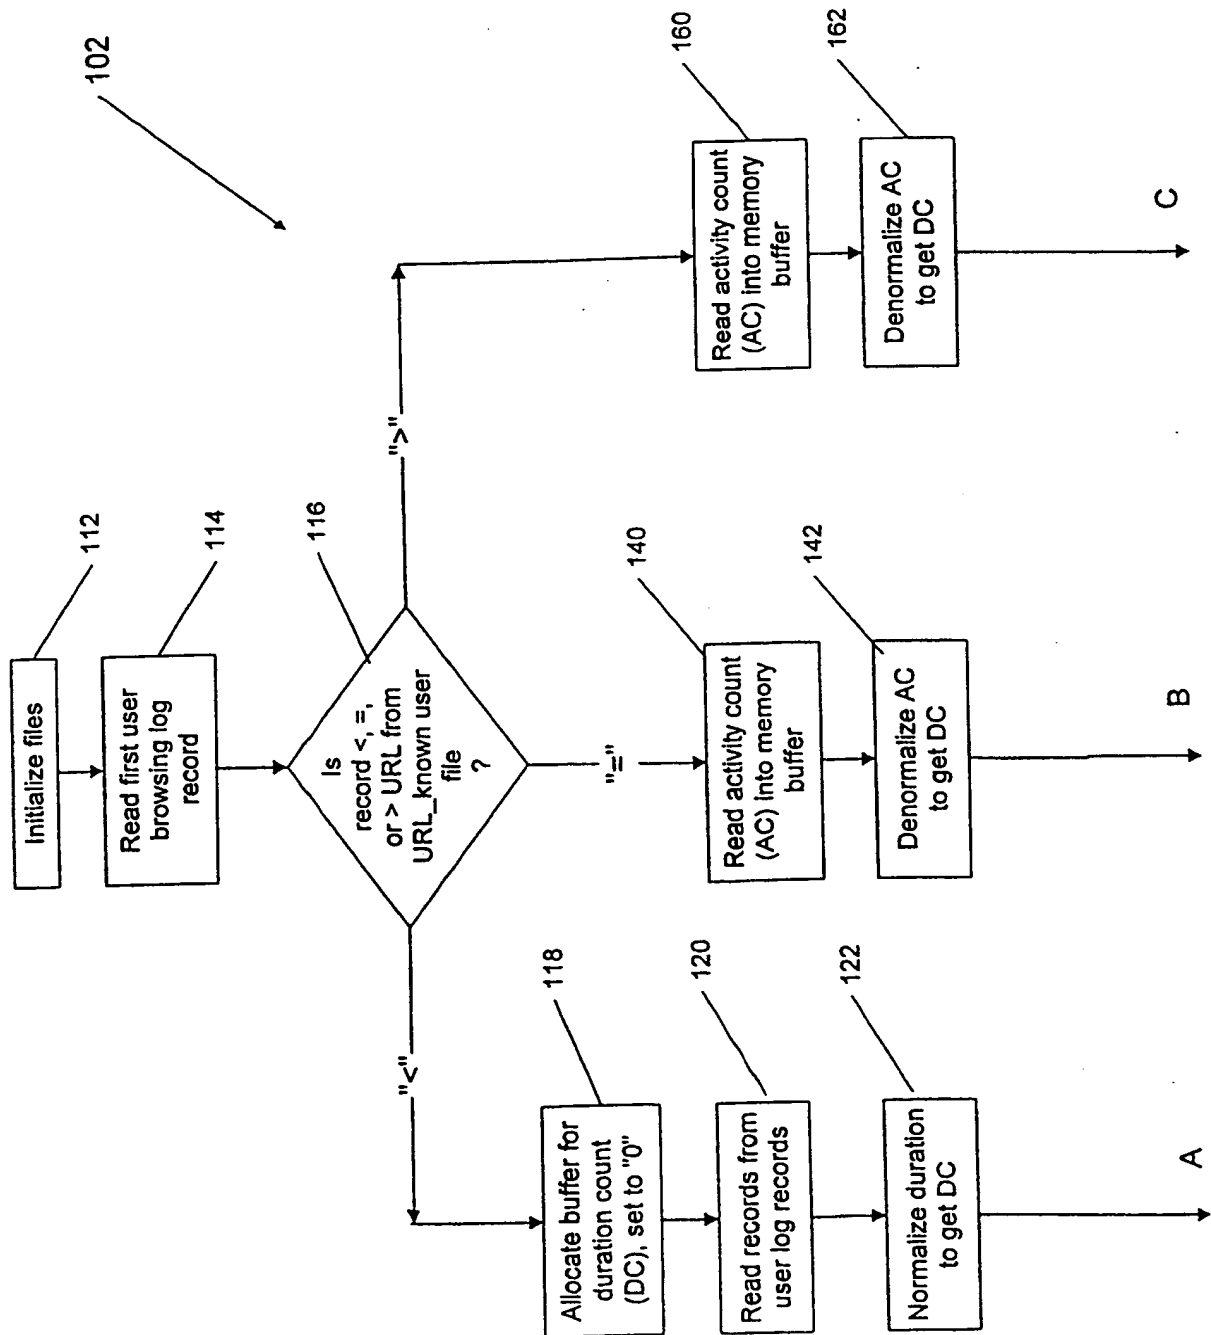 102
Initialize files
112
Read first user
browsing log
record
114
Is
record <, =,
or > URL from
URL_known user
file
?
116
"<"
"="
">"
Allocate buffer for
duration count
(DC), set to "0"
118
Read records from
user log records
120
Normalize duration
to get DC
122
A
Read activity count
(AC) into memory
buffer
140
Denormalize AC
to get DC
142
B
Read activity count
(AC) into memory
buffer
160
Denormalize AC
to get DC
162
C